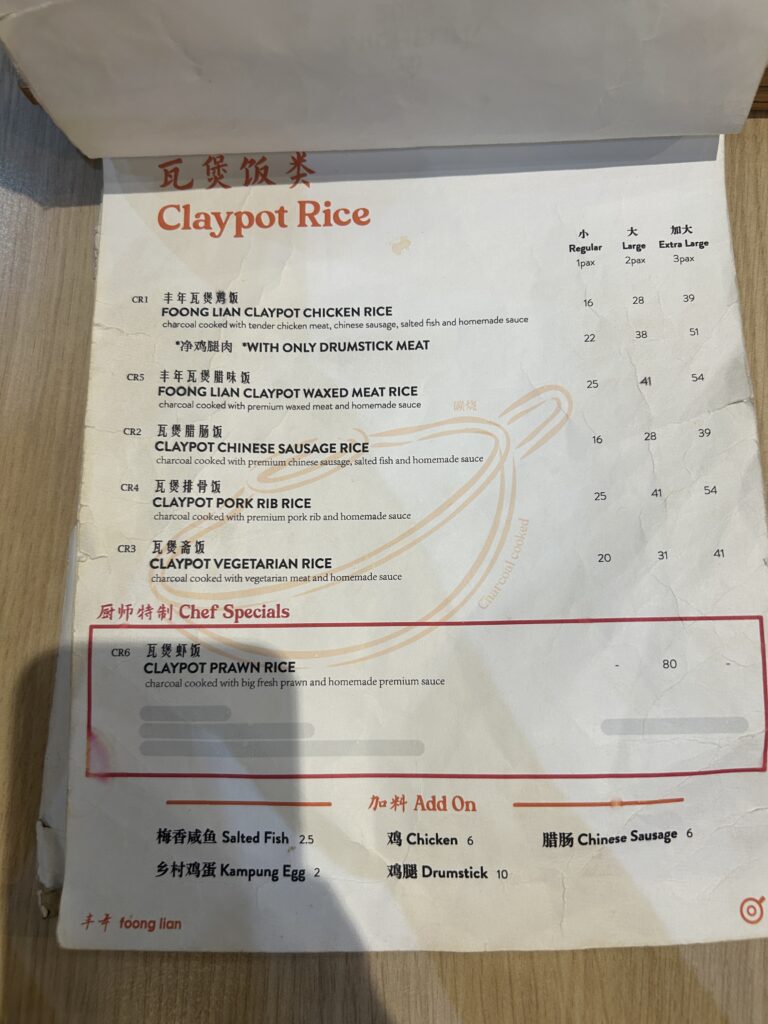 瓦煲饭类
Claypot Rice
小 大 加大
Regular Large Extra Large
1pax 2pax 3pax
CR1 丰年瓦煲鸡饭
FOONG LIAN CLAYPOT CHICKEN RICE 16 28 39
charcoal cooked with tender chicken meat, chinese sausage, salted fish and homemade sauce
*净鸡腿肉 *WITH ONLY DRUMSTICK MEAT 22 38 51
CR5 丰年瓦煲腊味饭
FOONG LIAN CLAYPOT WAXED MEAT RICE 25 41 54
charcoal cooked with premium waxed meat and homemade sauce
碳烧
CR2 瓦煲腊肠饭
CLAYPOT CHINESE SAUSAGE RICE 16 28 39
charcoal cooked with premium chinese sausage, salted fish and homemade sauce
CR4 瓦煲排骨饭
CLAYPOT PORK RIB RICE 25 41 54
charcoal cooked with premium pork rib and homemade sauce
Charcoal cooked
CR3 瓦煲斋饭
CLAYPOT VEGETARIAN RICE 20 31 41
charcoal cooked with vegetarian meat and homemade sauce
厨师特制 Chef Specials
CR6 瓦煲虾饭
CLAYPOT PRAWN RICE - 80 -
charcoal cooked with big fresh prawn and homemade premium sauce
加料 Add On
梅香咸鱼 Salted Fish 2.5 鸡 Chicken 6 腊肠 Chinese Sausage 6
乡村鸡蛋 Kampung Egg 2 鸡腿 Drumstick 10
丰年 foong lian